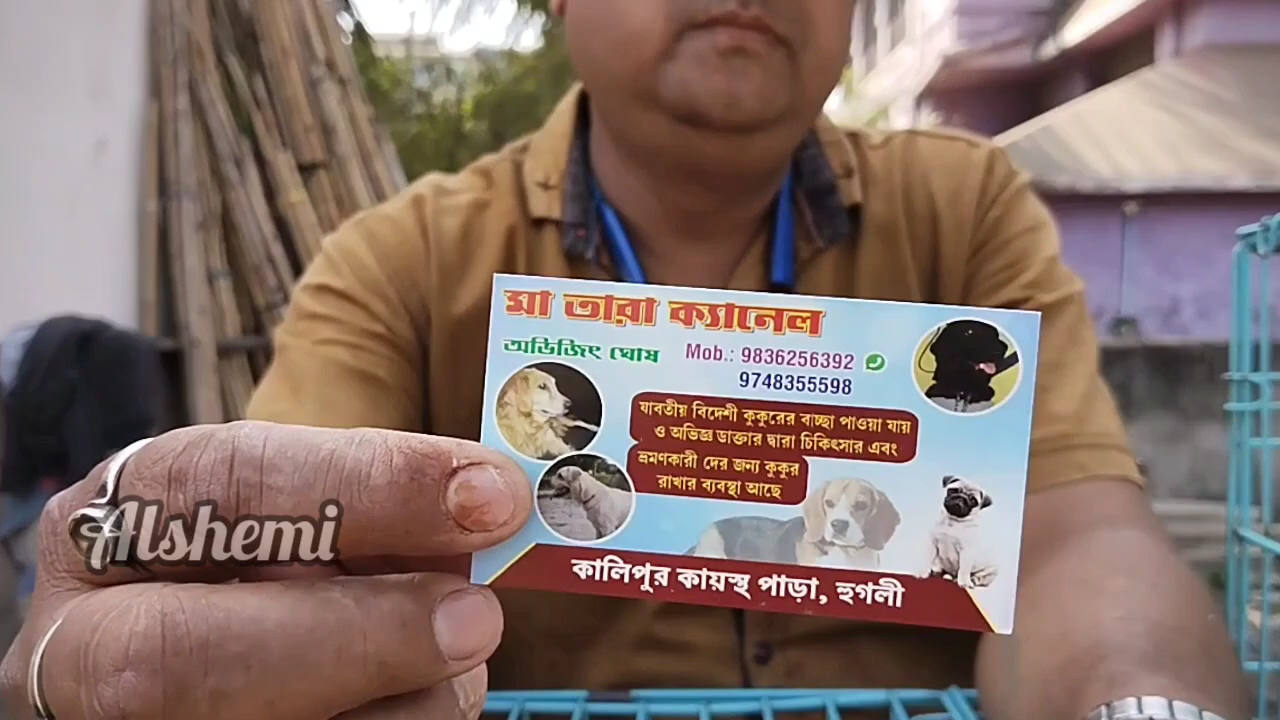 মা তারা ক্যানেল
অভিজিৎ ঘোষ
Mob.: 9836256392
9748355598
যাবতীয় বিদেশী কুকুরের বাচ্ছা পাওয়া যায়
ও অভিজ্ঞ ডাক্তার দ্বারা চিকিৎসার এবং
ভ্রমণকারী দের জন্য কুকুর
রাখার ব্যবস্থা আছে
কালিপুর কায়স্থ পাড়া, হুগলী
Alshemi